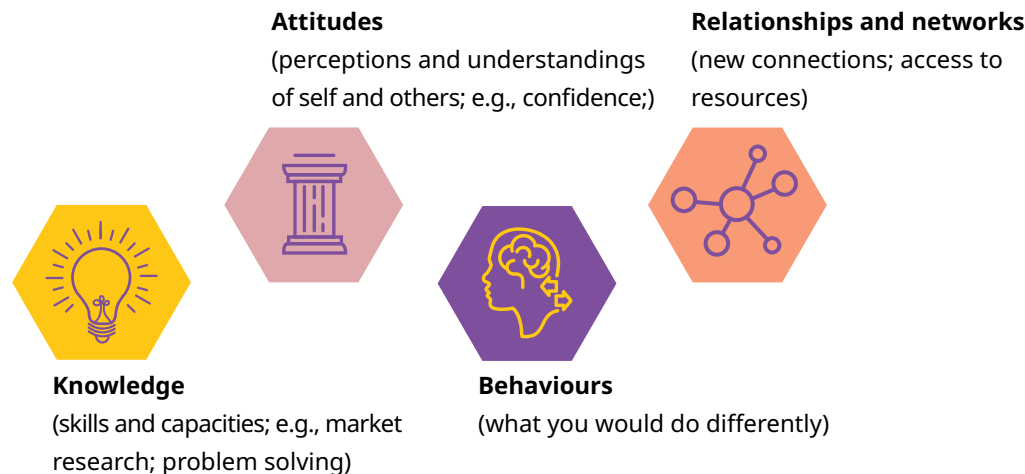 Attitudes
(perceptions and understandings
of self and others; e.g., confidence;)
Relationships and networks
(new connections; access to
resources)
Knowledge
(skills and capacities; e.g., market
research; problem solving)
Behaviours
(what you would do differently)